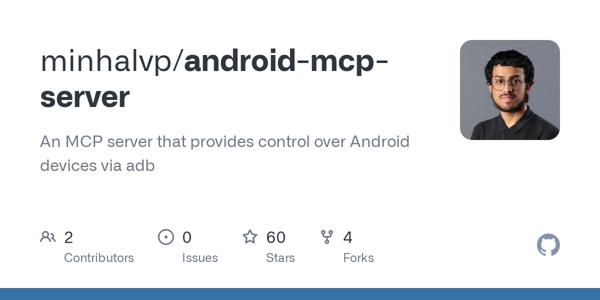 minhalvp/android-mcp-
server
An MCP server that provides control over Android
devices via adb
2 0 60 4
Contributors Issues Stars Forks